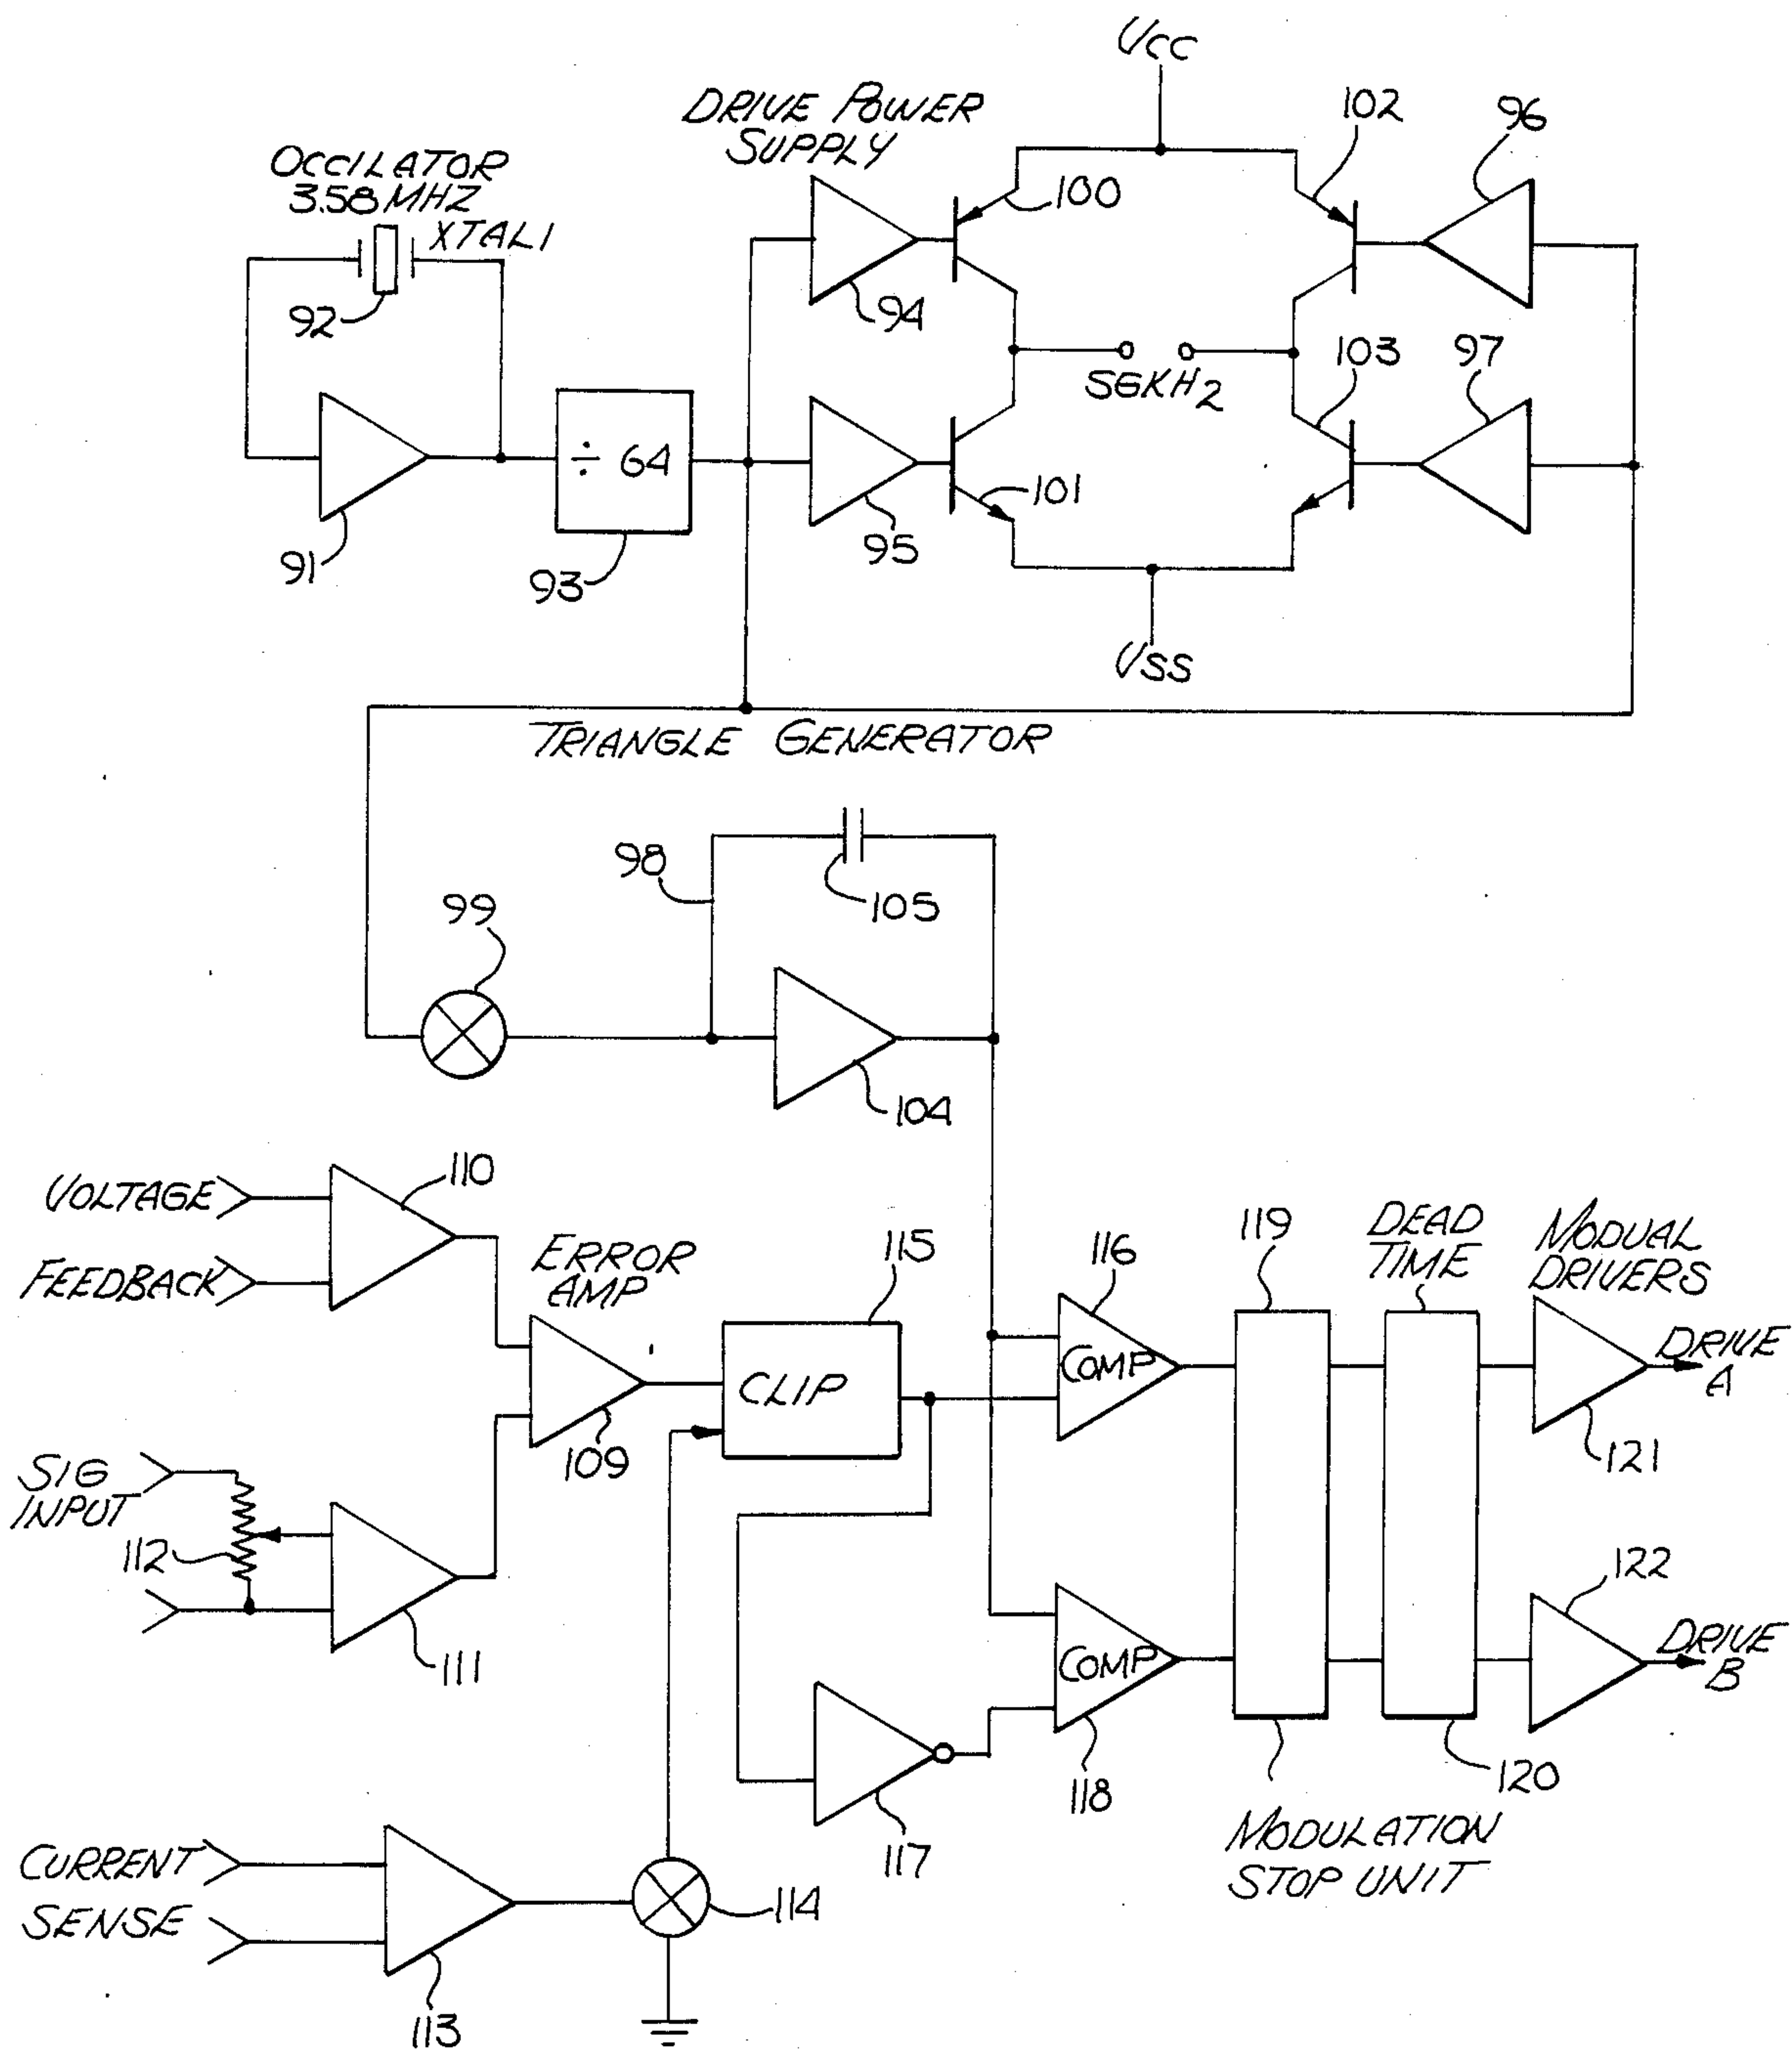 VCC
DRIVE POWER
SUPPLY
102
96
OCCILATOR
3.58 MHZ
XTAL1
100
92
94
103
97
S6KH2
÷ 64
101
91
93
95
VSS
TRIANGLE GENERATOR
98
105
99
104
VOLTAGE
110
FEEDBACK
ERROR
AMP
115
116
119
DEAD
TIME
MODUAL
DRIVERS
CLIP
COMP
DRIVE
A
109
121
SIG
INPUT
112
111
122
COMP
DRIVE
B
118
120
117
MODULATION
STOP UNIT
CURRENT
SENSE
114
113